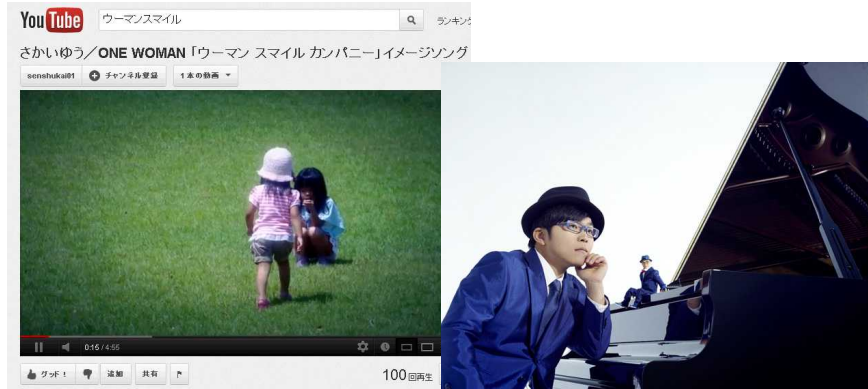 YouTube
ウーマンスマイル
ランキング
さかいゆう／ONE WOMAN 「ウーマン スマイル カンパニー」イメージソング
senshukai01
チャンネル登録
1 本の動画
0:15 / 4:55
グッド！
追加
共有
100 回再生